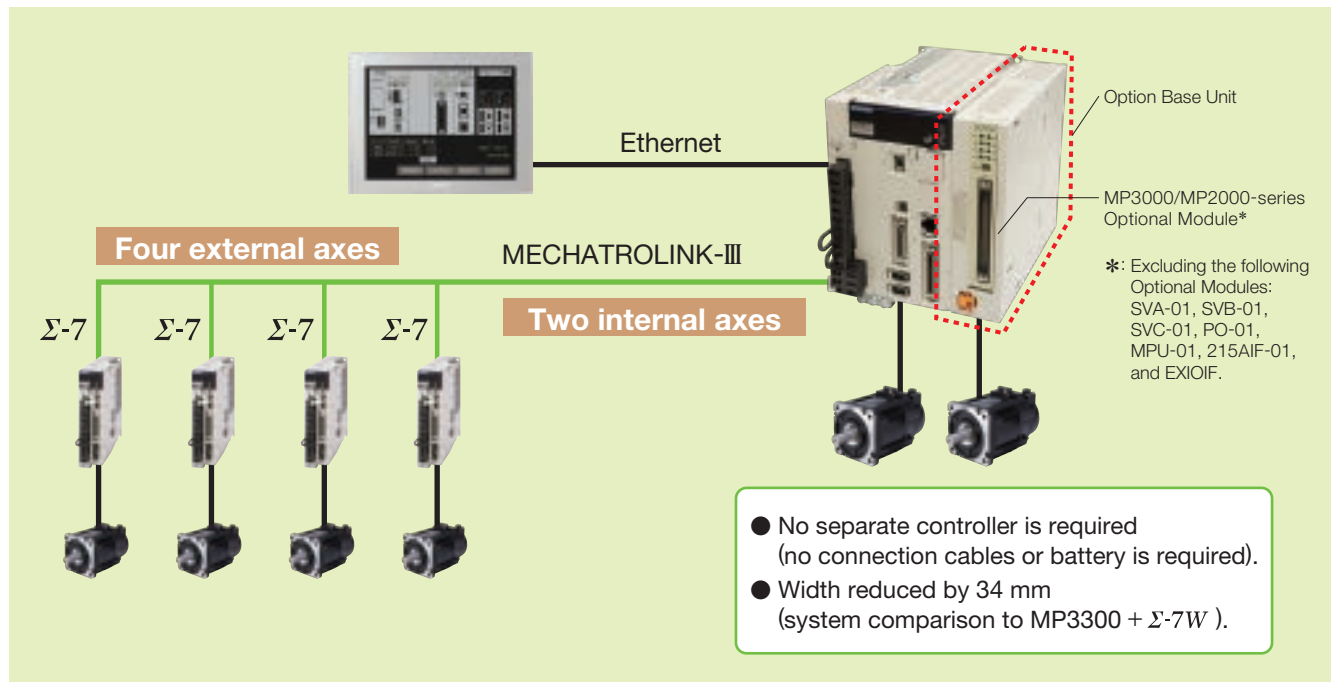 Ethernet
Option Base Unit
MP3000/MP2000-series
Optional Module*
*: Excluding the following
Optional Modules:
SVA-01, SVB-01,
SVC-01, PO-01,
MPU-01, 215AIF-01,
and EXIOIF.
Four external axes
MECHATROLINK-Ⅲ
Two internal axes
Σ-7
Σ-7
Σ-7
Σ-7
● No separate controller is required
(no connection cables or battery is required).
● Width reduced by 34 mm
(system comparison to MP3300 + Σ-7W ).